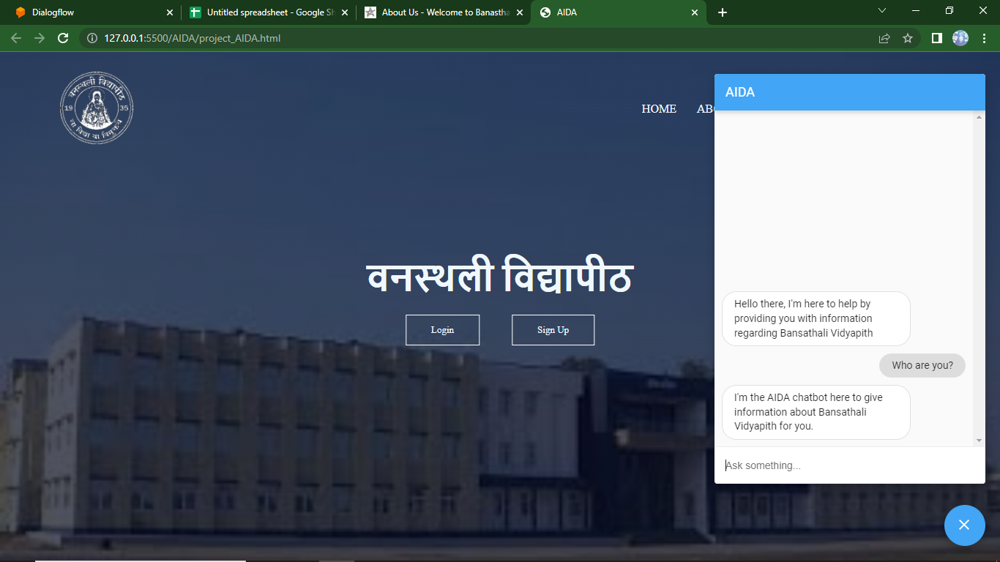 Dialogflow
Untitled spreadsheet - Google Sh
About Us - Welcome to Banastha
AIDA
127.0.0.1:5500/AIDA/project_AIDA.html
वनस्थली विद्यापीठ
19 35
सा विद्या या विमुक्तये
HOME
ABO
AIDA
Hello there, I'm here to help by
providing you with information
regarding Bansathali Vidyapith
Who are you?
I'm the AIDA chatbot here to give
information about Bansathali
Vidyapith for you.
Ask something...
वनस्थली विद्यापीठ
Login
Sign Up